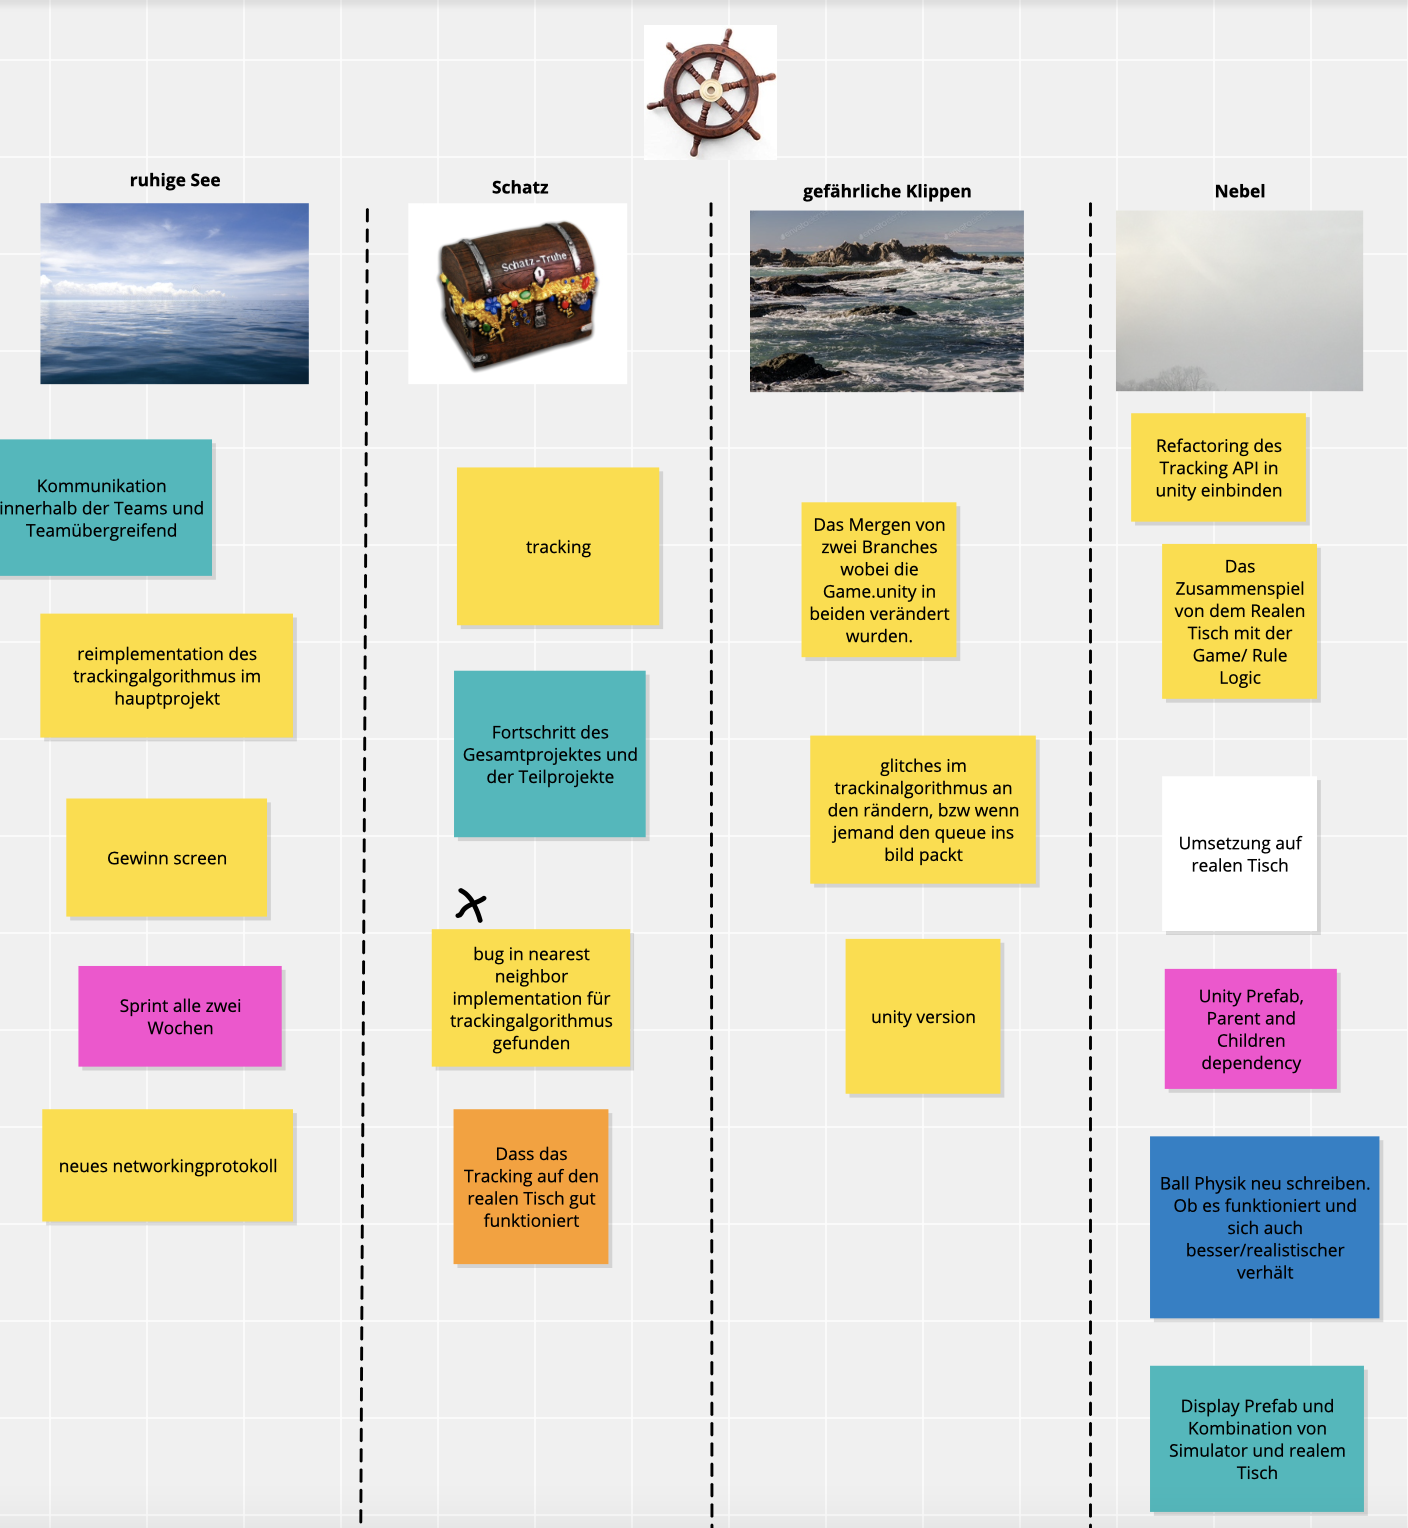 ruhige See
Schatz
gefährliche Klippen
Nebel
Schatz-Truhe
Kommunikation
innerhalb der Teams und
Teamübergreifend
reimplementation des
trackingalgorithmus im
hauptprojekt
Gewinn screen
Sprint alle zwei
Wochen
neues networkingprotokoll
tracking
Fortschritt des
Gesamtprojektes und
der Teilprojekte
X
bug in nearest
neighbor
implementation für
trackingalgorithmus
gefunden
Dass das
Tracking auf den
realen Tisch gut
funktioniert
Das Mergen von
zwei Branches
wobei die
Game.unity in
beiden verändert
wurden.
glitches im
trackinalgorithmus an
den rändern, bzw wenn
jemand den queue ins
bild packt
unity version
Refactoring des
Tracking API in
unity einbinden
Das
Zusammenspiel
von dem Realen
Tisch mit der
Game/ Rule
Logic
Umsetzung auf
realen Tisch
Unity Prefab,
Parent and
Children
dependency
Ball Physik neu schreiben.
Ob es funktioniert und
sich auch
besser/realistischer
verhält
Display Prefab und
Kombination von
Simulator und realem
Tisch